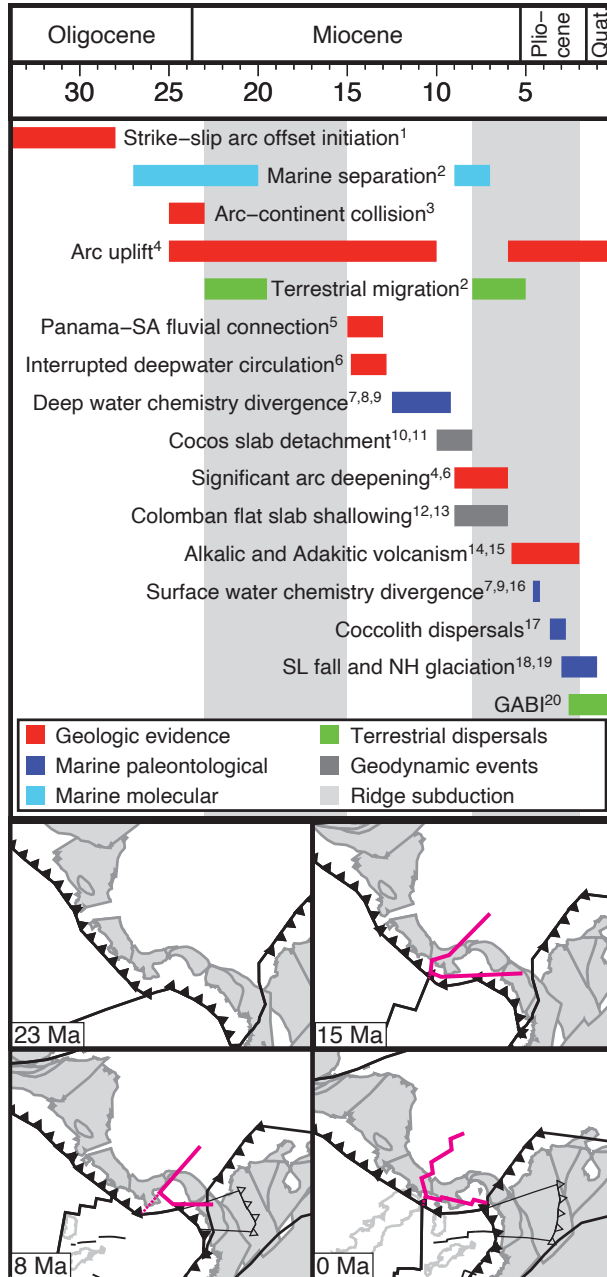 Oligocene Miocene Plio-cene Quat.
30 25 20 15 10 5
Strike-slip arc offset initiation1
Marine separation2
Arc-continent collision3
Arc uplift4
Terrestrial migration2
Panama-SA fluvial connection5
Interrupted deepwater circulation6
Deep water chemistry divergence7,8,9
Cocos slab detachment10,11
Significant arc deepening4,6
Colomban flat slab shallowing12,13
Alkalic and Adakitic volcanism14,15
Surface water chemistry divergence7,9,16
Coccolith dispersals17
SL fall and NH glaciation18,19
GABI20
Geologic evidence Terrestrial dispersals
Marine paleontological Geodynamic events
Marine molecular Ridge subduction
23 Ma 15 Ma
8 Ma 0 Ma